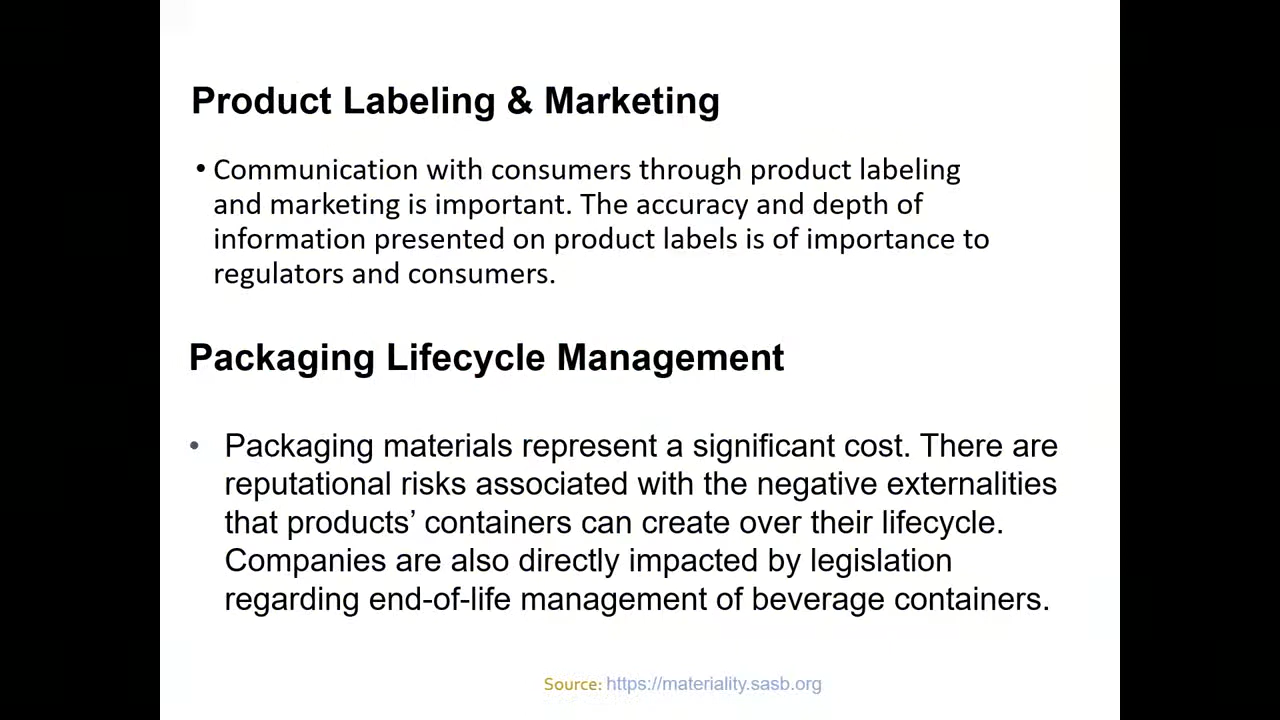 Product Labeling & Marketing
• Communication with consumers through product labeling
and marketing is important. The accuracy and depth of
information presented on product labels is of importance to
regulators and consumers.
Packaging Lifecycle Management
• Packaging materials represent a significant cost. There are
reputational risks associated with the negative externalities
that products’ containers can create over their lifecycle.
Companies are also directly impacted by legislation
regarding end-of-life management of beverage containers.
Source: https://materiality.sasb.org